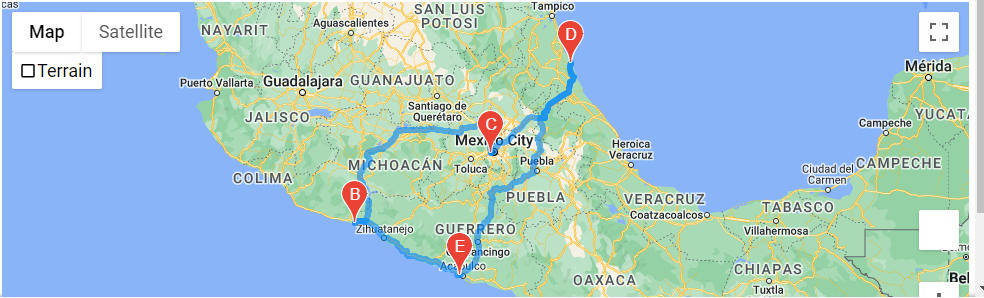 cas
Map
Satellite
Terrain
NAYARIT
Aguascalientes
SAN LUIS
POTOSI
Tampico
D
Puerto Vallarta
Guadalajara
GUANAJUATO
Santiago de
Querétaro
JALISCO
C
Mexico City
MICHOACÁN
Toluca
Puebla
COLIMA
B
PUEBLA
Heroica
Veracruz
VERACRUZ
Coatzacoalcos
Zihuatanejo
GUERRERO
E
Acapulco
OAXACA
Mérida
YUCATA
Campeche
CAMPECHE
Ciudad del
Carmen
TABASCO
Villahermosa
CHIAPAS
Tuxtla
Bel